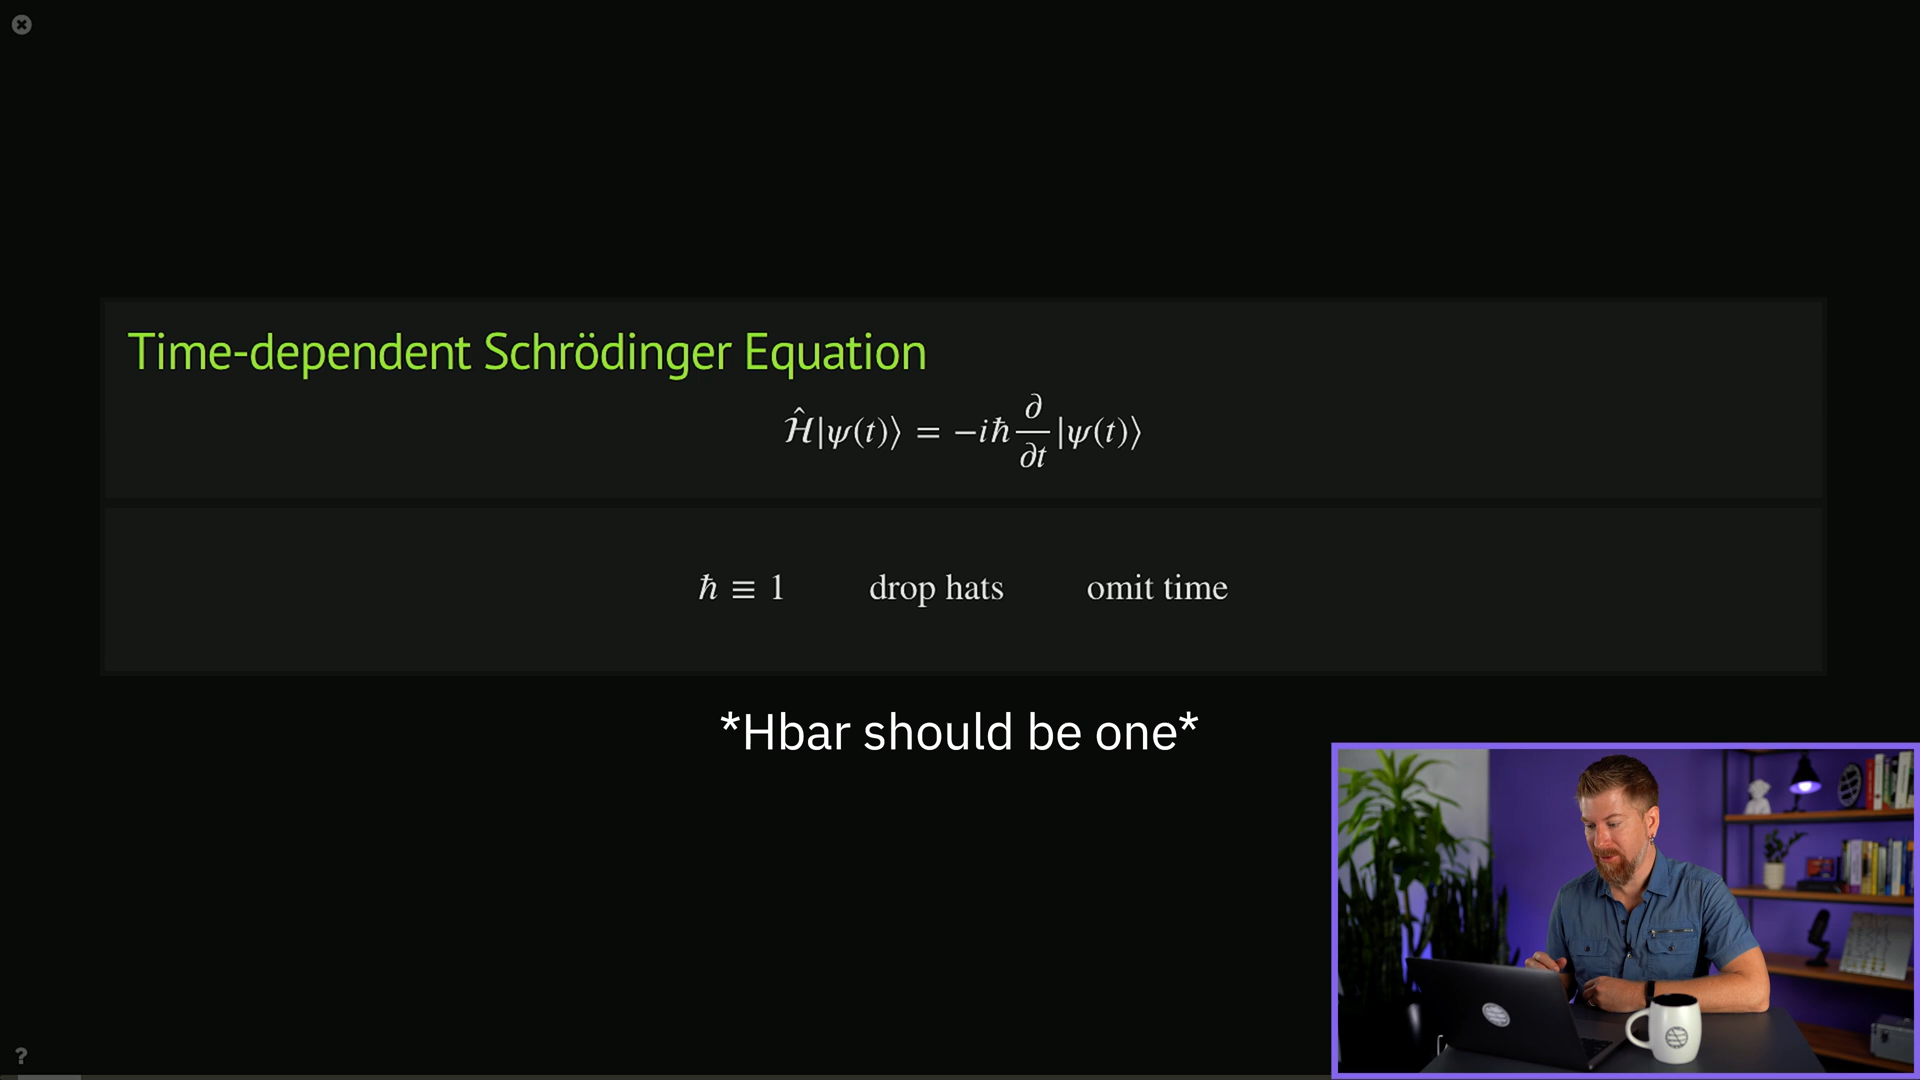 Time-dependent Schrödinger Equation
Ĥ|ψ(t)⟩ = −iħ ∂/∂t |ψ(t)⟩
ħ ≡ 1 drop hats omit time
*Hbar should be one*
?